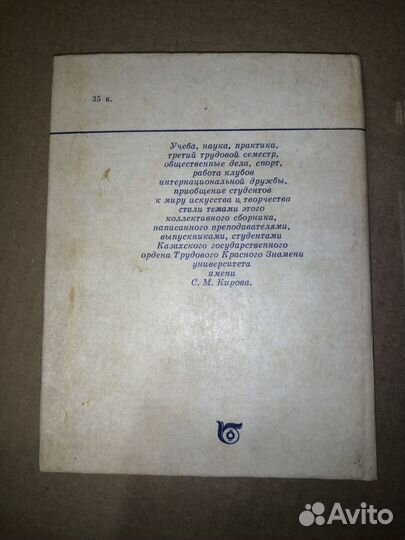 35 к.
Учеба, наука, практика,
третий трудовой семестр,
общественные дела, спорт,
работа клубов
интернациональной дружбы,
приобщение студентов
к миру искусства и творчества
стали темами этого
коллективного сборника,
написанного преподавателями,
выпускниками, студентами
Казахского государственного
ордена Трудового Красного Знамени
университета
имени
С. М. Кирова.
Avito